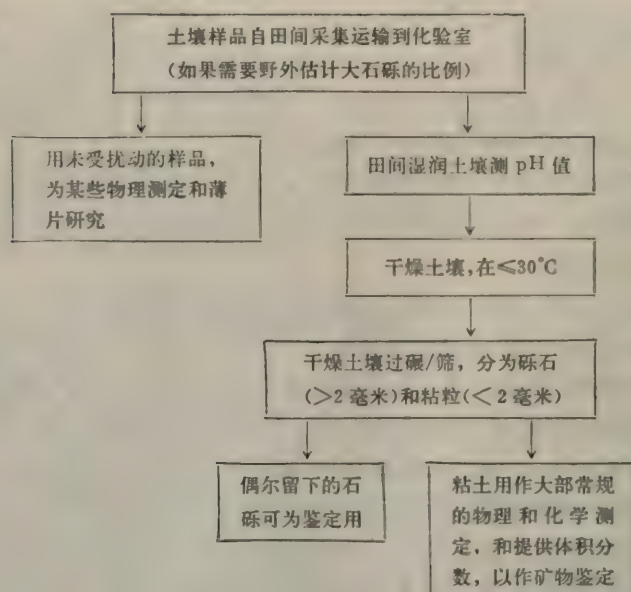 土壤样品自田间采集运输到化验室
(如果需要野外估计大石砾的比例)
用未受扰动的样品,
为某些物理测定和薄
片研究
田间湿润土壤测 pH 值
干燥土壤,在≤30℃
干燥土壤过碾/筛, 分为砾石
(>2毫米)和粘粒(<2毫米)
偶尔留下的石
砾可为鉴定用
粘土用作大部常规
的物理和化学测
定, 和提供体积分
数, 以作矿物鉴定